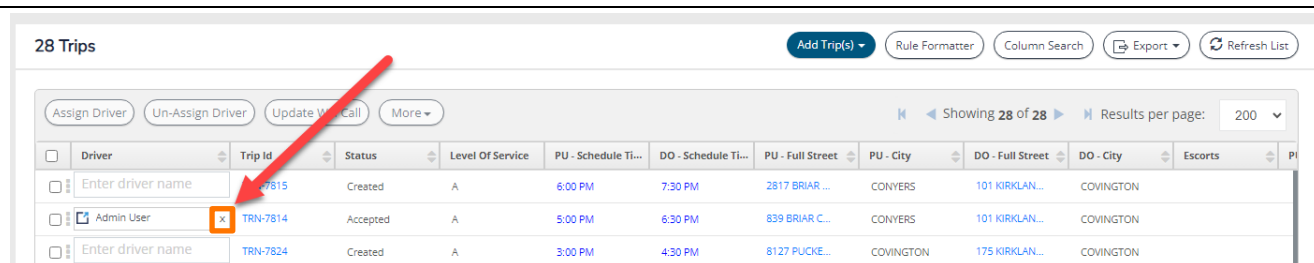 28 Trips Add Trip(s) Rule Formatter Column Search Export Refresh List
Assign Driver Un-Assign Driver Update Call More Showing 28 of 28 Results per page: 200
Driver Trip Id Status Level Of Service PU - Schedule Ti... DO - Schedule Ti... PU - Full Street PU - City DO - Full Street DO - City Escorts
Enter driver name 7815 Created A 6:00 PM 7:30 PM 2817 BRIAR ... CONYERS 101 KIRKLAN... COVINGTON
Admin User x TRN-7814 Accepted A 5:00 PM 6:30 PM 839 BRIAR C... CONYERS 101 KIRKLAN... COVINGTON
Enter driver name TRN-7824 Created A 3:00 PM 4:30 PM 8127 PUCKE... COVINGTON 175 KIRKLAN... COVINGTON